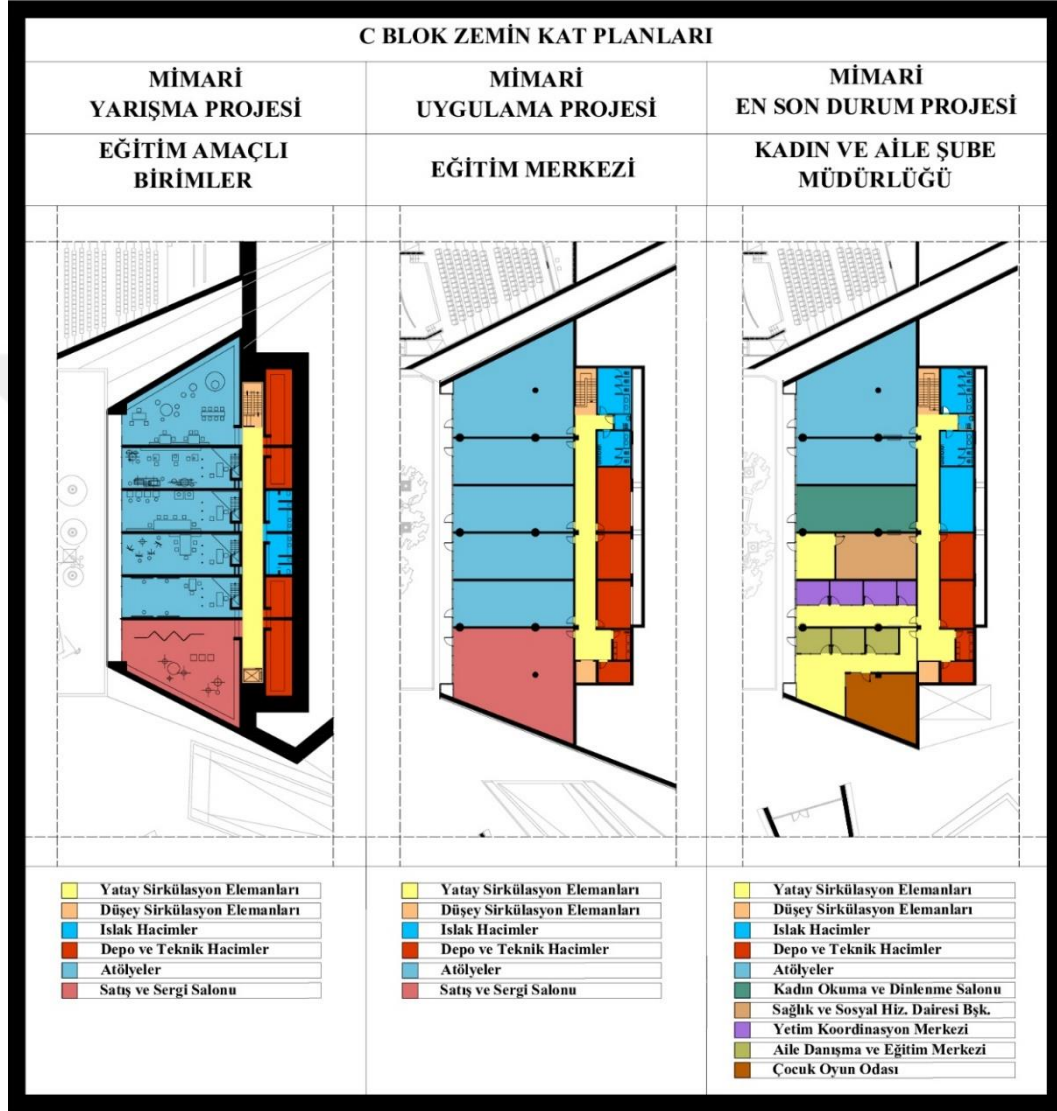 C BLOK ZEMİN KAT PLANLARI
MİMARİ
YARIŞMA PROJESİ
MİMARİ
UYGULAMA PROJESİ
MİMARİ
EN SON DURUM PROJESİ
EĞİTİM AMAÇLI
BİRİMLER
EĞİTİM MERKEZİ
KADIN VE AİLE ŞUBE
MÜDÜRLÜĞÜ
Yatay Sirkülasyon Elemanları
Düşey Sirkülasyon Elemanları
Islak Hacimler
Depo ve Teknik Hacimler
Atölyeler
Satış ve Sergi Salonu
Yatay Sirkülasyon Elemanları
Düşey Sirkülasyon Elemanları
Islak Hacimler
Depo ve Teknik Hacimler
Atölyeler
Satış ve Sergi Salonu
Yatay Sirkülasyon Elemanları
Düşey Sirkülasyon Elemanları
Islak Hacimler
Depo ve Teknik Hacimler
Atölyeler
Kadın Okuma ve Dinlenme Salonu
Sağlık ve Sosyal Hiz. Dairesi Bşk.
Yetim Koordinasyon Merkezi
Aile Danışma ve Eğitim Merkezi
Çocuk Oyun Odası